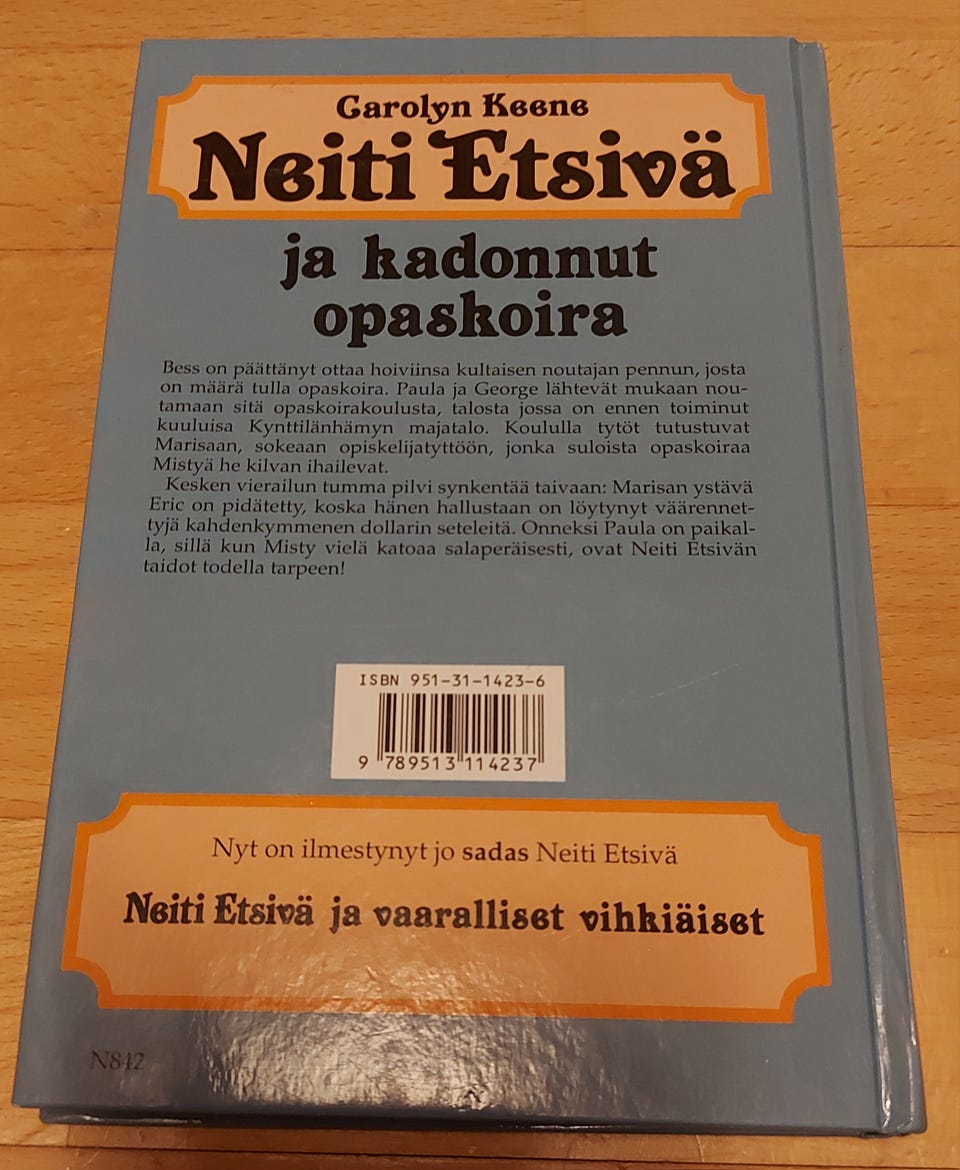 Carolyn Keene
Neiti Etsivä
ja kadonnut
opaskoira
Bess on päättänyt ottaa hoiviinsa kultaisen noutajan pennun, josta
on määrä tulla opaskoira. Paula ja George lähtevät mukaan nou-
tamaan sitä opaskoirakoulusta, talosta jossa on ennen toiminut
kuuluisa Kynttilänhämyn majatalo. Koululla tytöt tutustuvat
Marisaan, sokeaan opiskelijatyttöön, jonka suloista opaskoiraa
Mistyä he kilvan ihailevat.
Kesken vierailun tumma pilvi synkentää taivaan: Marisan ystävä
Eric on pidätetty, koska hänen hallustaan on löytynyt väärennet-
tyjä kahdenkymmenen dollarin seteleitä. Onneksi Paula on paikal-
la, sillä kun Misty vielä katoaa salaperäisesti, ovat Neiti Etsivän
taidot todella tarpeen!
ISBN 951-31-1423-6
9 789513 114237
Nyt on ilmestynyt jo sadas Neiti Etsivä
Neiti Etsivä ja vaaralliset vihkiäiset
N842